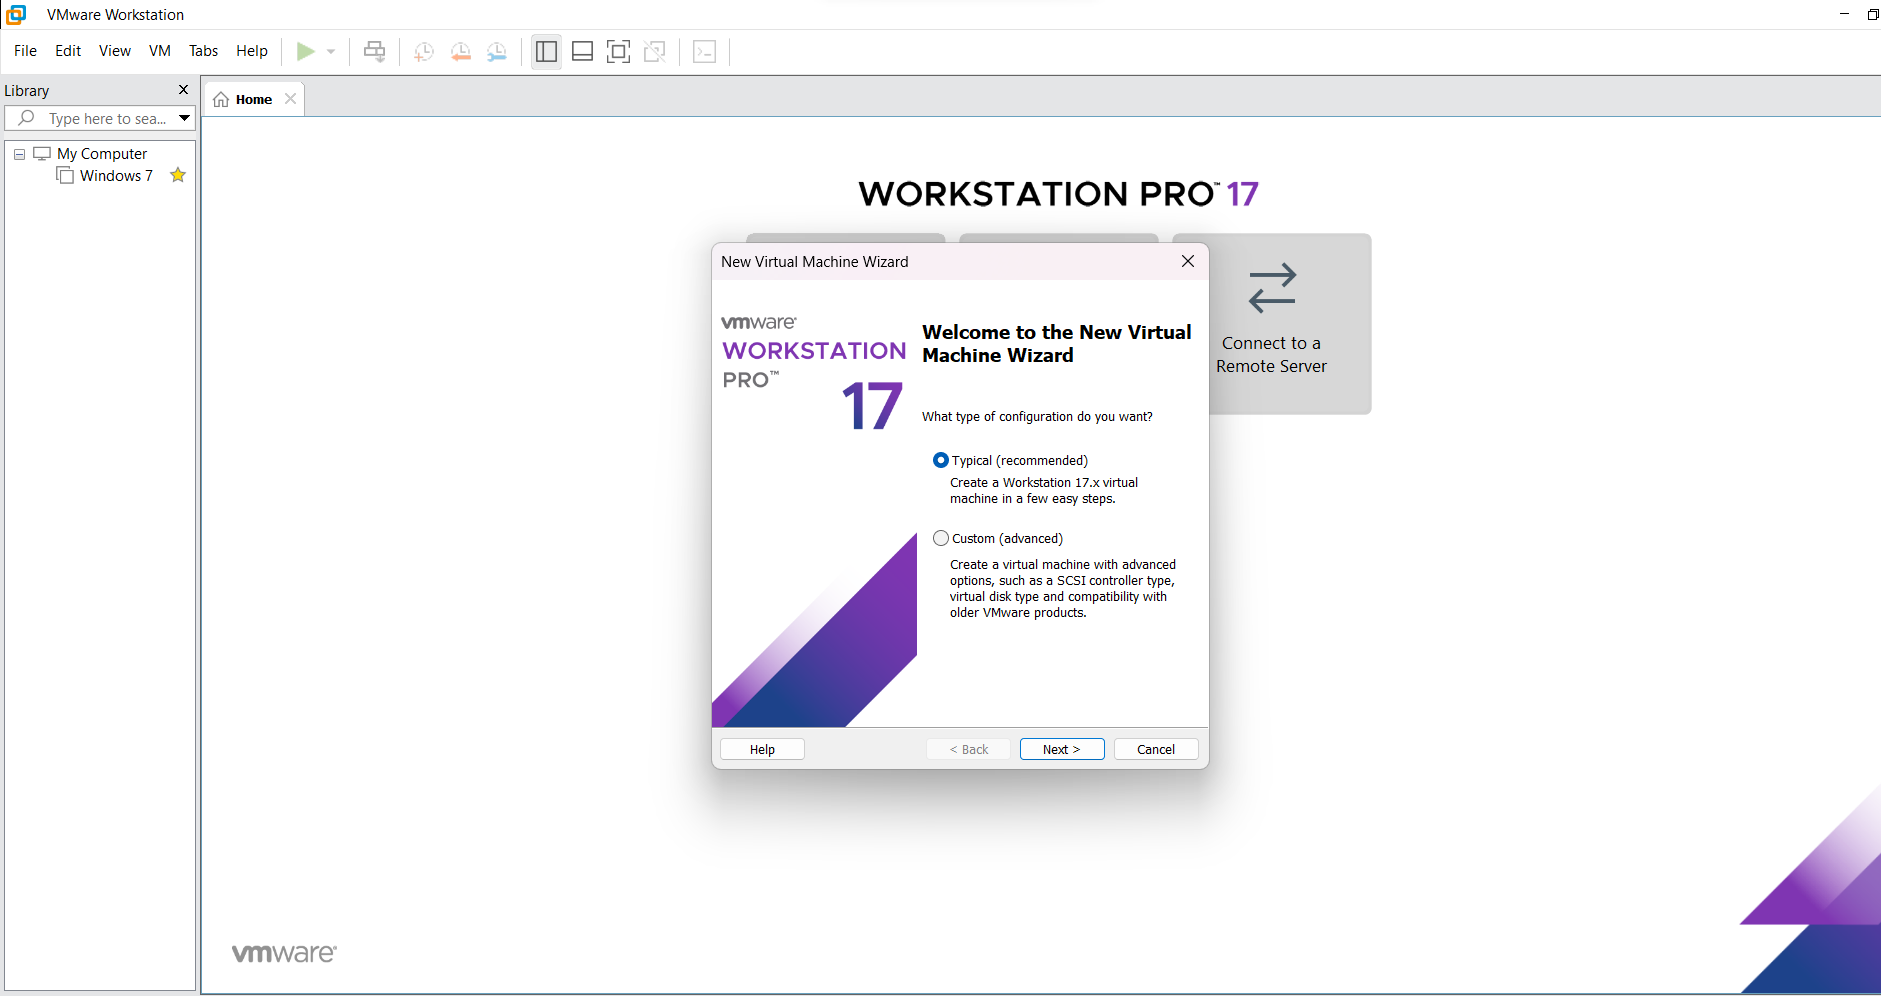 VMware Workstation
File Edit View VM Tabs Help
Library
Type here to sea...
Home
My Computer
Windows 7
WORKSTATION PRO™ 17
New Virtual Machine Wizard
vmware®
WORKSTATION
PRO™
17
Welcome to the New Virtual
Machine Wizard
What type of configuration do you want?
Typical (recommended)
Create a Workstation 17.x virtual
machine in a few easy steps.
Custom (advanced)
Create a virtual machine with advanced
options, such as a SCSI controller type,
virtual disk type and compatibility with
older VMware products.
Help < Back Next > Cancel
Connect to a
Remote Server
vmware®